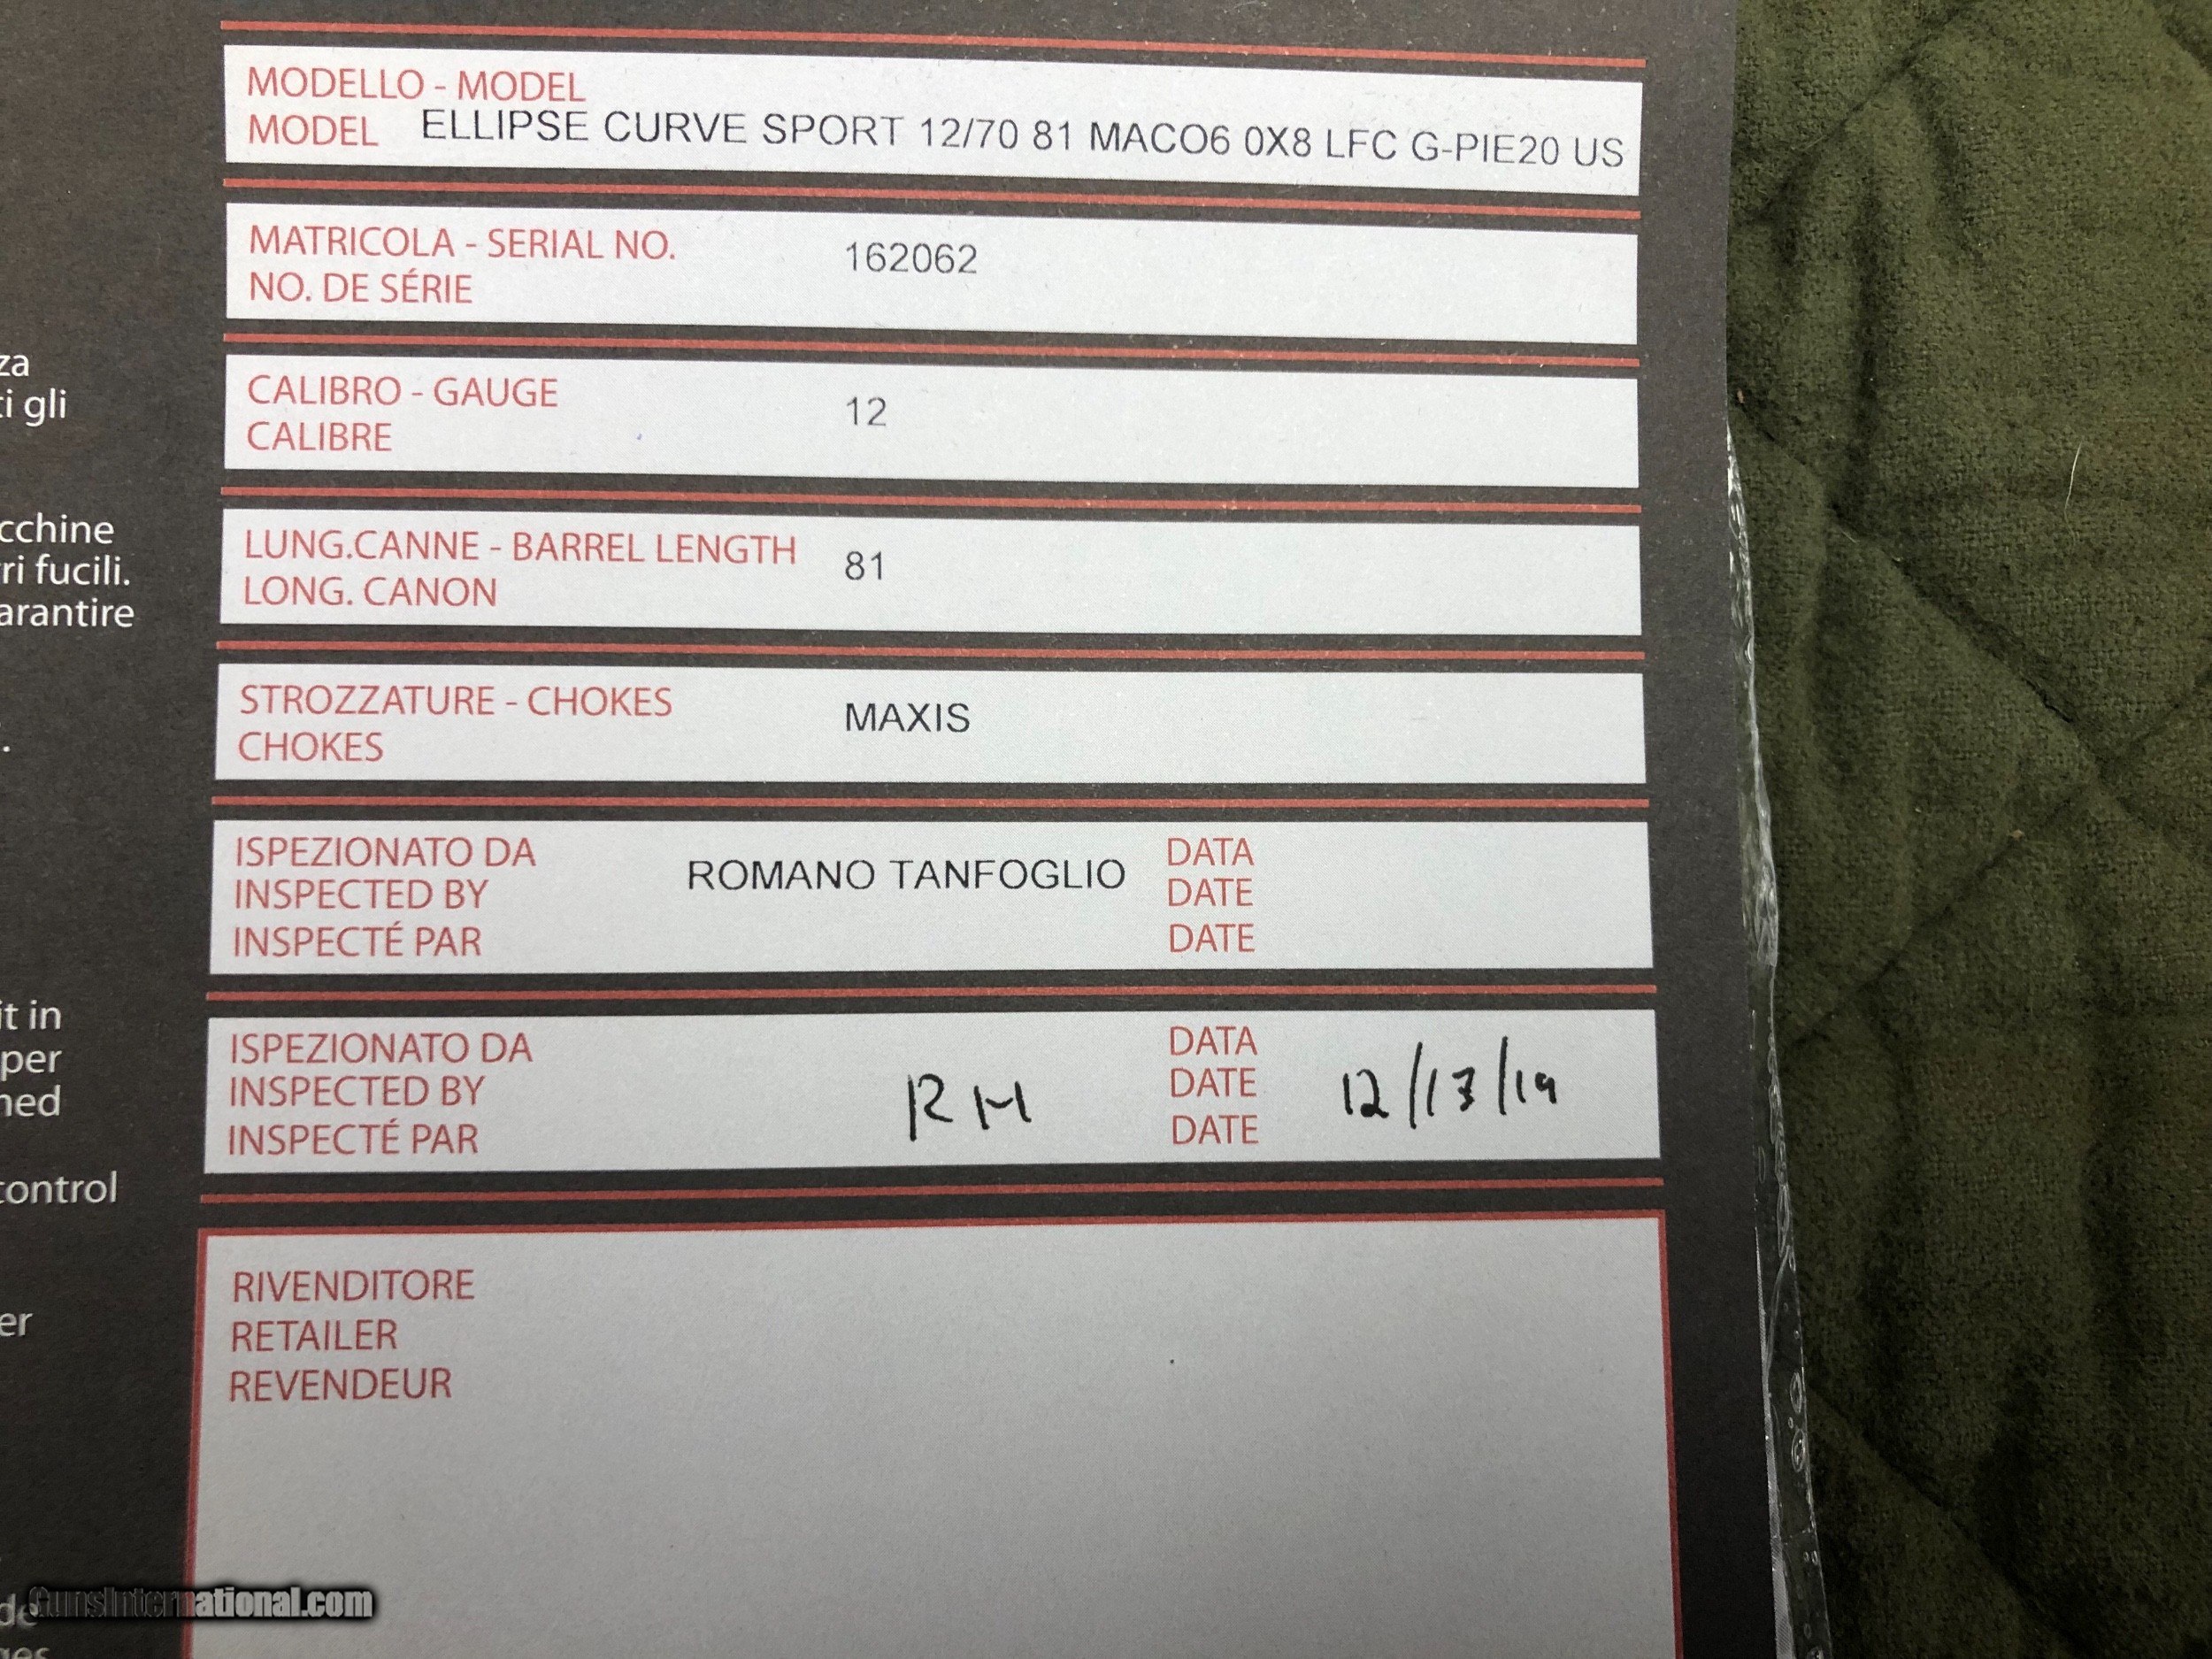 MODELLO - MODEL
MODEL ELLIPSE CURVE SPORT 12/70 81 MACO6 0X8 LFC G-PIE20 US
MATRICOLA - SERIAL NO. 162062
NO. DE SÉRIE
CALIBRO - GAUGE 12
CALIBRE
LUNG.CANNE - BARREL LENGTH 81
LONG. CANON
STROZZATURE - CHOKES MAXIS
CHOKES
ISPEZIONATO DA ROMANO TANFOGLIO DATA
INSPECTED BY DATE
INSPECTÉ PAR DATE
ISPEZIONATO DA RM DATA
INSPECTED BY DATE 12/13/19
INSPECTÉ PAR DATE
RIVENDITORE
RETAILER
REVENDEUR
za
ti gli
cchine
ri fucili.
arantire
.
it in
per
ned
control
er
de
GunsInternational.com